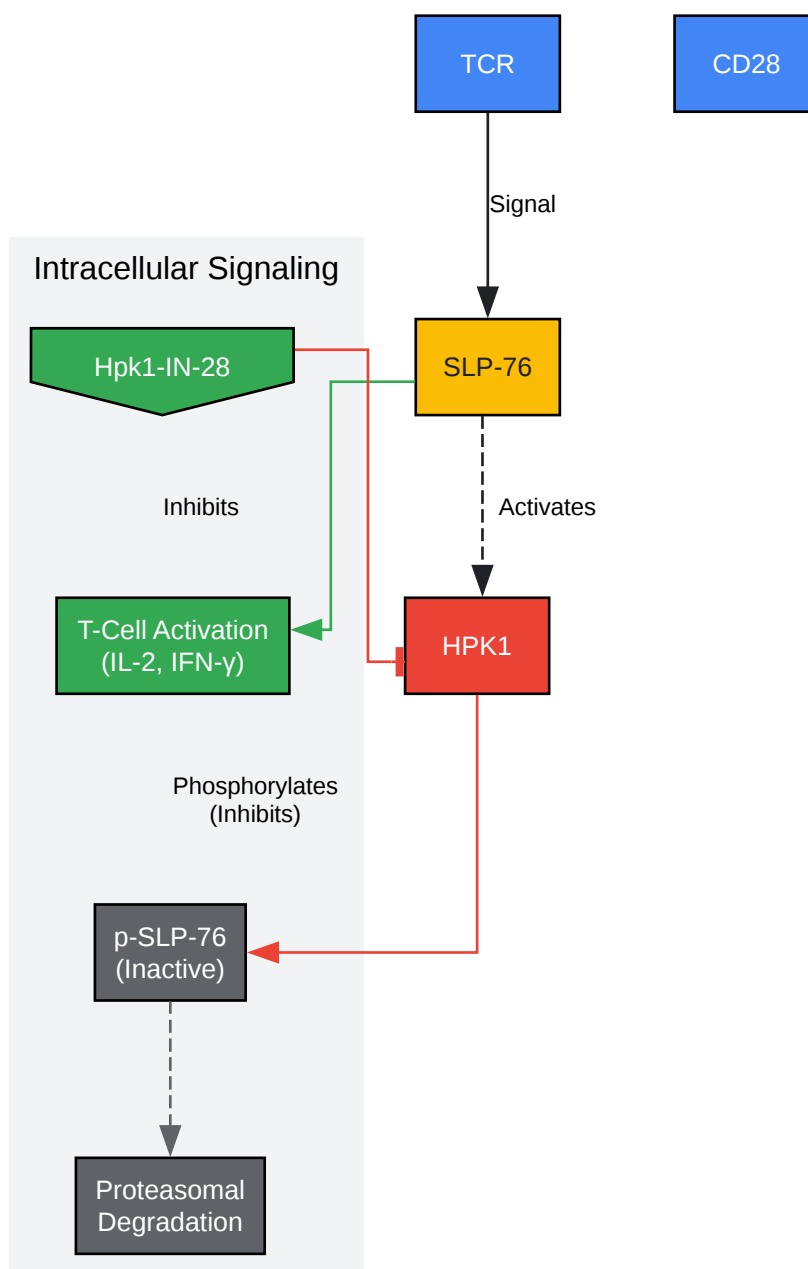 TCR
CD28
Signal
Intracellular Signaling
Hpk1-IN-28
SLP-76
Inhibits
Activates
T-Cell Activation
(IL-2, IFN-γ)
HPK1
Phosphorylates
(Inhibits)
p-SLP-76
(Inactive)
Proteasomal
Degradation